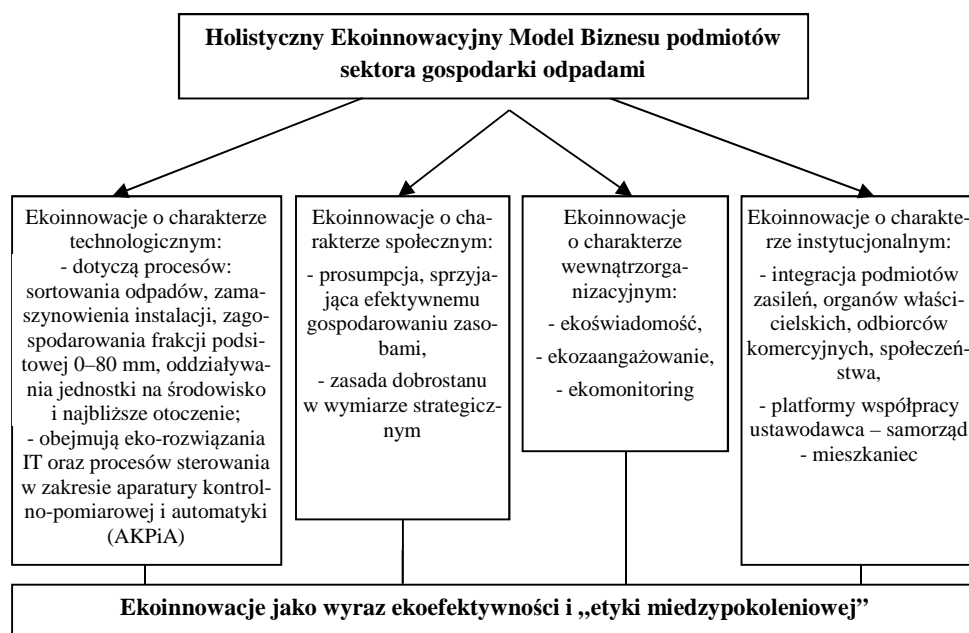 Holistyczny Ekoinnowacyjny Model Biznesu podmiotów
sektora gospodarki odpadami
Ekoinnowacje o charakterze
technologicznym:
- dotyczą procesów:
sortowania odpadów, zama-
szynowienia instalacji, zago-
spodarowania frakcji podsi-
towej 0–80 mm, oddziaływa-
nia jednostki na środowisko
i najbliższe otoczenie;
- obejmują eko-rozwiązania
IT oraz procesów sterowania
w zakresie aparatury kontrol-
no-pomiarowej i automatyki
(AKPiA)
Ekoinnowacje o cha-
rakterze społecznym:
- prosumpcja, sprzyja-
jąca efektywnemu
gospodarowaniu zaso-
bami,
- zasada dobrostanu
w wymiarze strategicz-
nym
Ekoinnowacje
o charakterze
wewnątrzorga-
nizacyjnym:
- ekoświadomość,
- ekozaangażowanie,
- ekomonitoring
Ekoinnowacje o charakte-
rze instytucjonalnym:
- integracja podmiotów
zasileń, organów właści-
cielskich, odbiorców
komercyjnych, społeczeń-
stwa,
- platformy współpracy
ustawodawca – samorząd
- mieszkaniec
Ekoinnowacje jako wyraz ekoefektywności i „etyki miedzypokoleniowej”